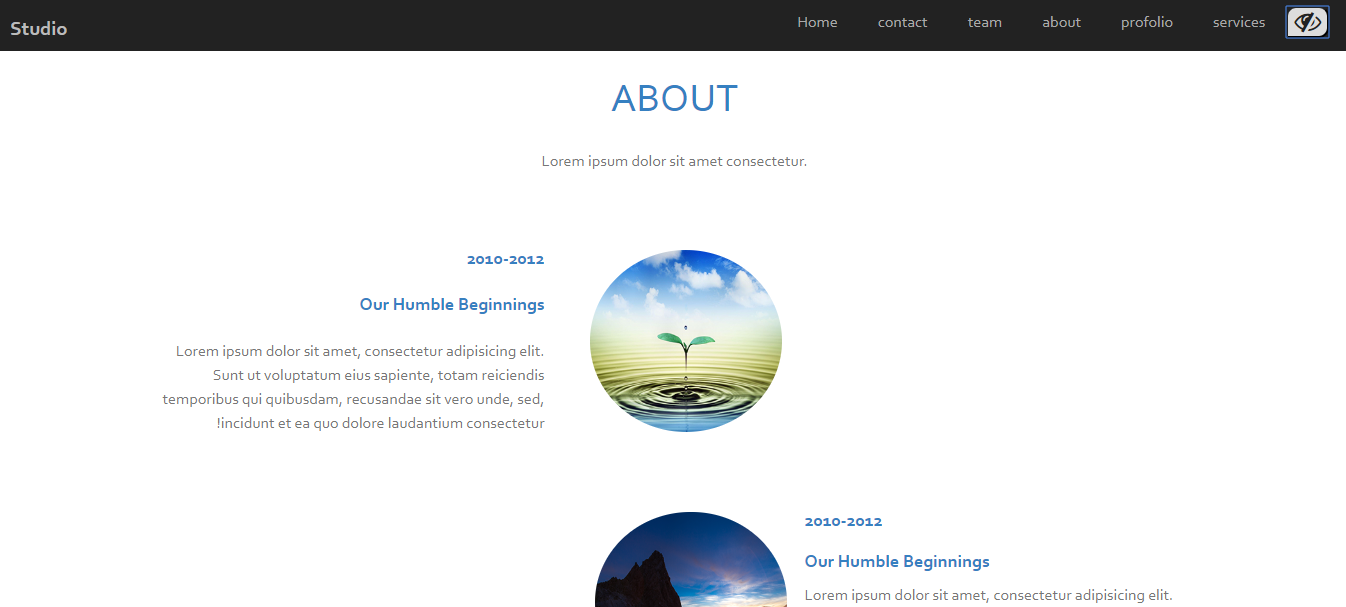 Studio
Home contact team about profolio services
ABOUT
Lorem ipsum dolor sit amet consectetur.
2010-2012
Our Humble Beginnings
Lorem ipsum dolor sit amet, consectetur adipisicing elit.
Sunt ut voluptatum eius sapiente, totam reiciendis
temporibus qui quibusdam, recusandae sit vero unde, sed,
!incidunt et ea quo dolore laudantium consectetur
2010-2012
Our Humble Beginnings
Lorem ipsum dolor sit amet, consectetur adipisicing elit.